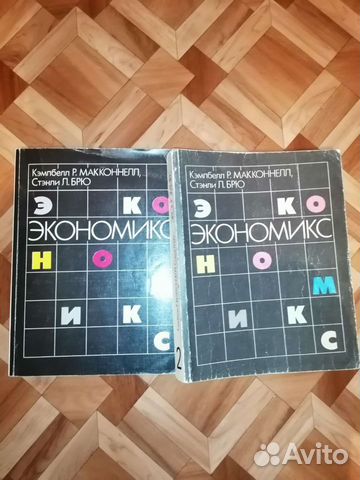 Кэмпбелл Р. МАККОННЕЛЛ,
Стэнли Л. БРЮ
Э К О
ЭКОНОМИКС
Н О
И К С
Кэмпбелл Р. МАККОННЕЛЛ,
Стэнли Л. БРЮ
Э К О
ЭКОНОМИКС
Н О М
И К С
2
Avito